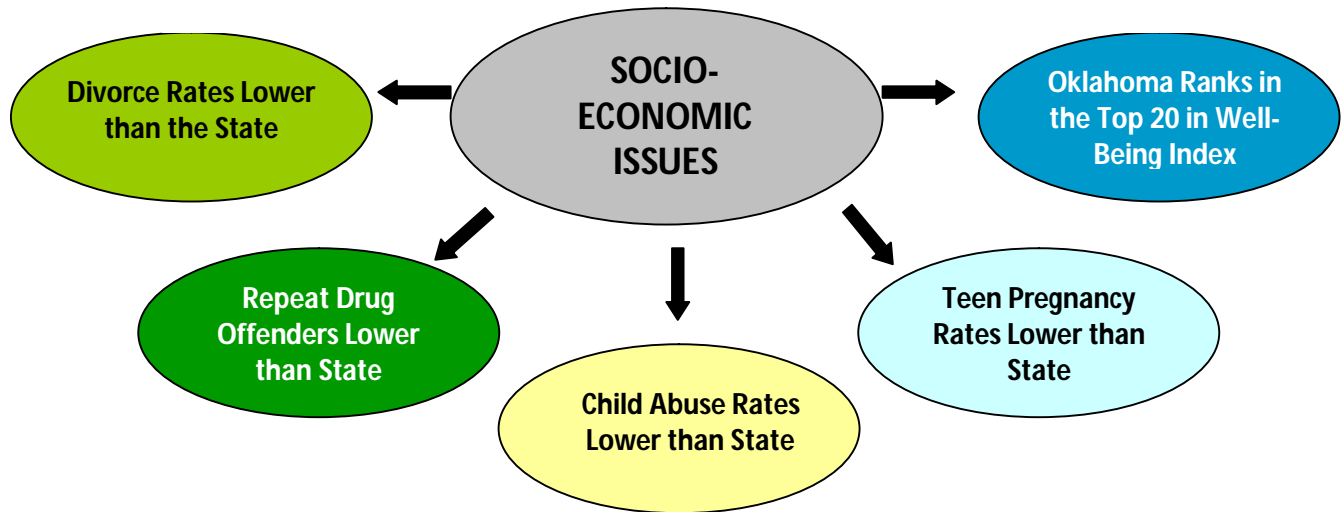 SOCIO-
ECONOMIC
ISSUES
Divorce Rates Lower
than the State
Oklahoma Ranks in
the Top 20 in Well-
Being Index
Repeat Drug
Offenders Lower
than State
Teen Pregnancy
Rates Lower than
State
Child Abuse Rates
Lower than State